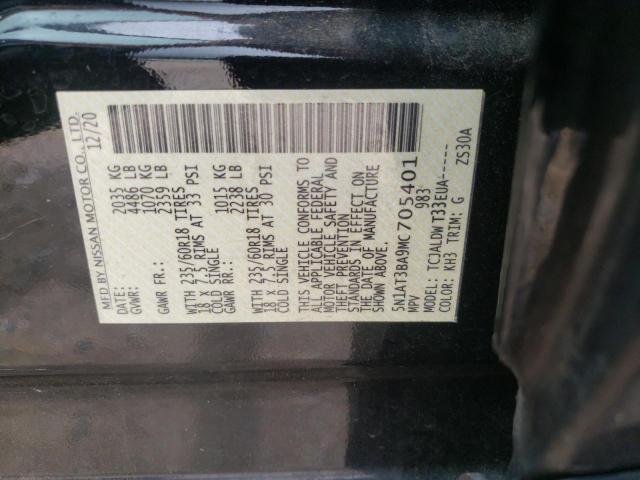 MFD BY NISSAN MOTOR CO., LTD.
DATE: 12/20
GVWR: 2035 KG
4486 LB
GAWR FR.: 1070 KG
2359 LB
WITH 235/60R18 TIRES
18 x 7.5 RIMS AT 33 PSI
COLD SINGLE
GAWR RR.: 1015 KG
2238 LB
WITH 235/60R18 TIRES
18 x 7.5 RIMS AT 30 PSI
COLD SINGLE
THIS VEHICLE CONFORMS TO
ALL APPLICABLE FEDERAL
MOTOR VEHICLE SAFETY AND
THEFT PREVENTION
STANDARDS IN EFFECT ON
THE DATE OF MANUFACTURE
SHOWN ABOVE.
5N1AT3BA9MC705401
MPV 983
TCJALDWT33EUA------
COLOR: KH3 TRIM: G ZS30A